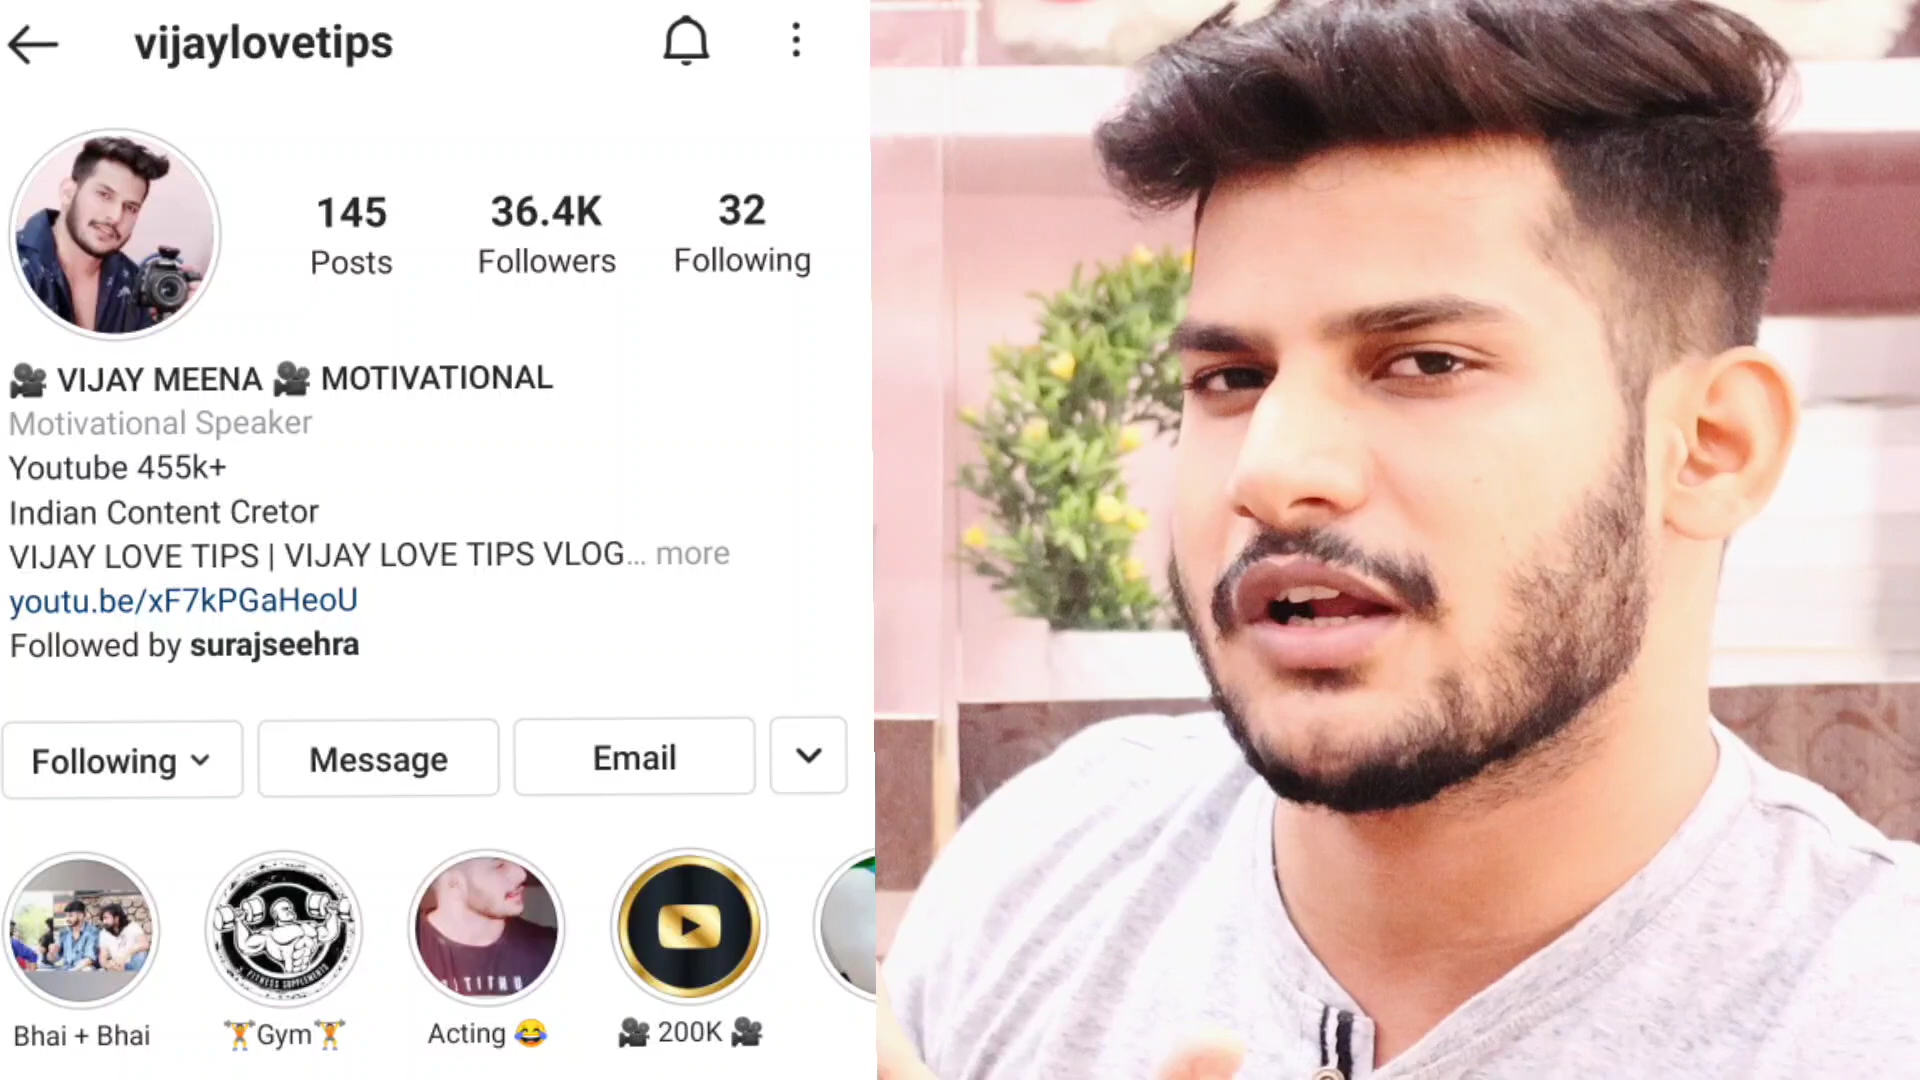 vijaylovetips
145 36.4K 32
Posts Followers Following
🎥 VIJAY MEENA 🎥 MOTIVATIONAL
Motivational Speaker
Youtube 455k+
Indian Content Cretor
VIJAY LOVE TIPS | VIJAY LOVE TIPS VLOG... more
youtu.be/xF7kPGaHeoU
Followed by surajseehra
Following Message Email
FITNESS SUPPLEMENTS
Bhai + Bhai 🏋Gym🏋 Acting 😂 🎥 200K 🎥